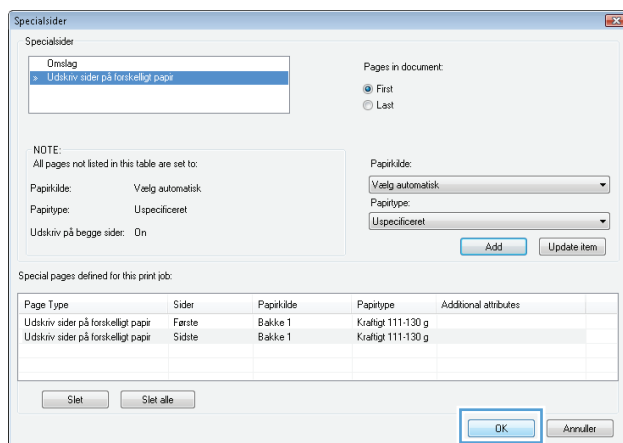 Specialsider
Specialsider
Omslag
» Udskriv sider på forskelligt papir
Pages in document:
First
Last
NOTE:
All pages not listed in this table are set to:
Papirkilde: Vælg automatisk
Papirtype: Uspecificeret
Udskriv på begge sider: On
Papirkilde:
Vælg automatisk
Papirtype:
Uspecificeret
Add Update item
Special pages defined for this print job:
Page Type Sider Papirkilde Papirtype Additional attributes
Udskriv sider på forskelligt papir Første Bakke 1 Kraftigt 111-130 g
Udskriv sider på forskelligt papir Sidste Bakke 1 Kraftigt 111-130 g
Slet Slet alle
OK Annuller